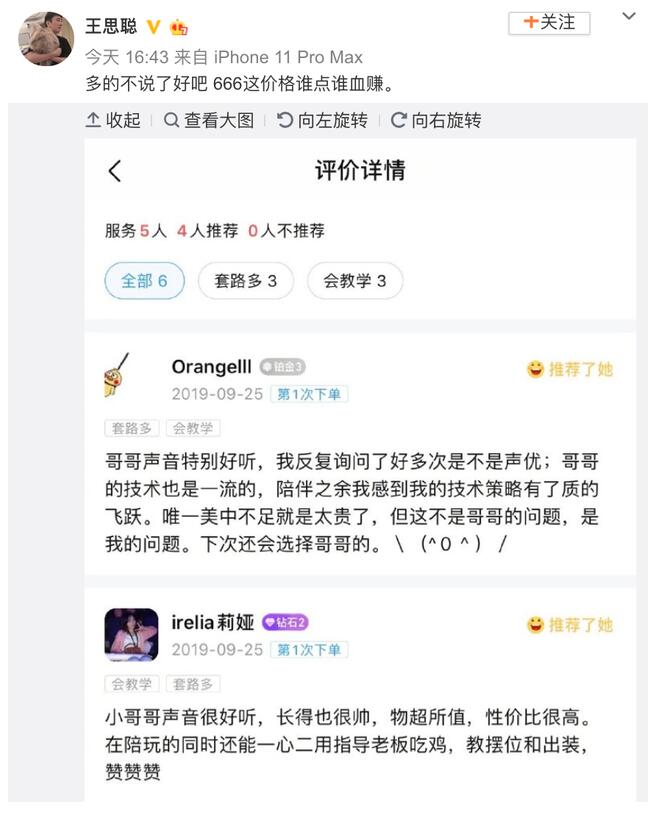 王思聪
+关注
今天 16:43 来自 iPhone 11 Pro Max
多的不说了好吧 666这价格谁点谁血赚。
收起 查看大图 向左旋转 向右旋转
评价详情
服务5人 4人推荐 0人不推荐
全部 6 套路多 3 会教学 3
Orangelll 铂金3 推荐了她
2019-09-25 第1次下单
套路多 会教学
哥哥声音特别好听，我反复询问了好多次是不是声优；哥哥
的技术也是一流的，陪伴之余我感到我的技术策略有了质的
飞跃。唯一美中不足就是太贵了，但这不是哥哥的问题，是
我的问题。下次还会选择哥哥的。\ (^0^) /
irelia莉娅 钻石2 推荐了她
2019-09-25 第1次下单
会教学 套路多
小哥哥声音很好听，长得也很帅，物超所值，性价比很高。
在陪玩的同时还能一心二用指导老板吃鸡，教摆位和出装，
赞赞赞